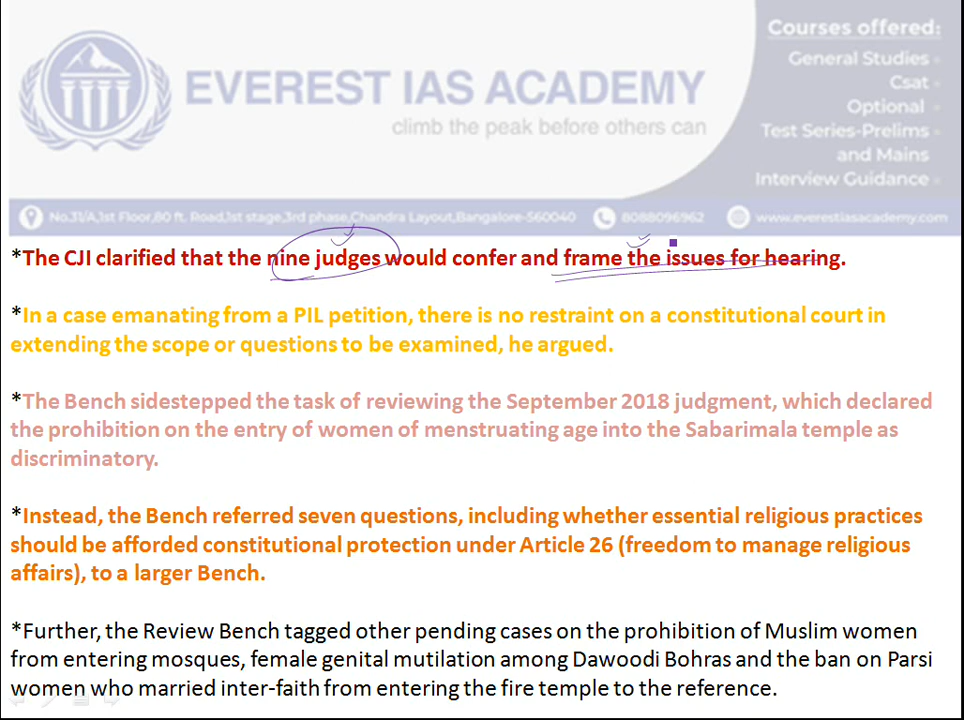 Courses offered:
General Studies
Csat
Optional
Test Series-Prelims
and Mains
Interview Guidance
EVEREST IAS ACADEMY
climb the peak before others can
No.31/A,1st Floor,80 ft. Road,1st stage,3rd phase,Chandra Layout,Bangalore-560040 8088096962 www.everestiasacademy.com
*The CJI clarified that the nine judges would confer and frame the issues for hearing.
*In a case emanating from a PIL petition, there is no restraint on a constitutional court in
extending the scope or questions to be examined, he argued.
*The Bench sidestepped the task of reviewing the September 2018 judgment, which declared
the prohibition on the entry of women of menstruating age into the Sabarimala temple as
discriminatory.
*Instead, the Bench referred seven questions, including whether essential religious practices
should be afforded constitutional protection under Article 26 (freedom to manage religious
affairs), to a larger Bench.
*Further, the Review Bench tagged other pending cases on the prohibition of Muslim women
from entering mosques, female genital mutilation among Dawoodi Bohras and the ban on Parsi
women who married inter-faith from entering the fire temple to the reference.